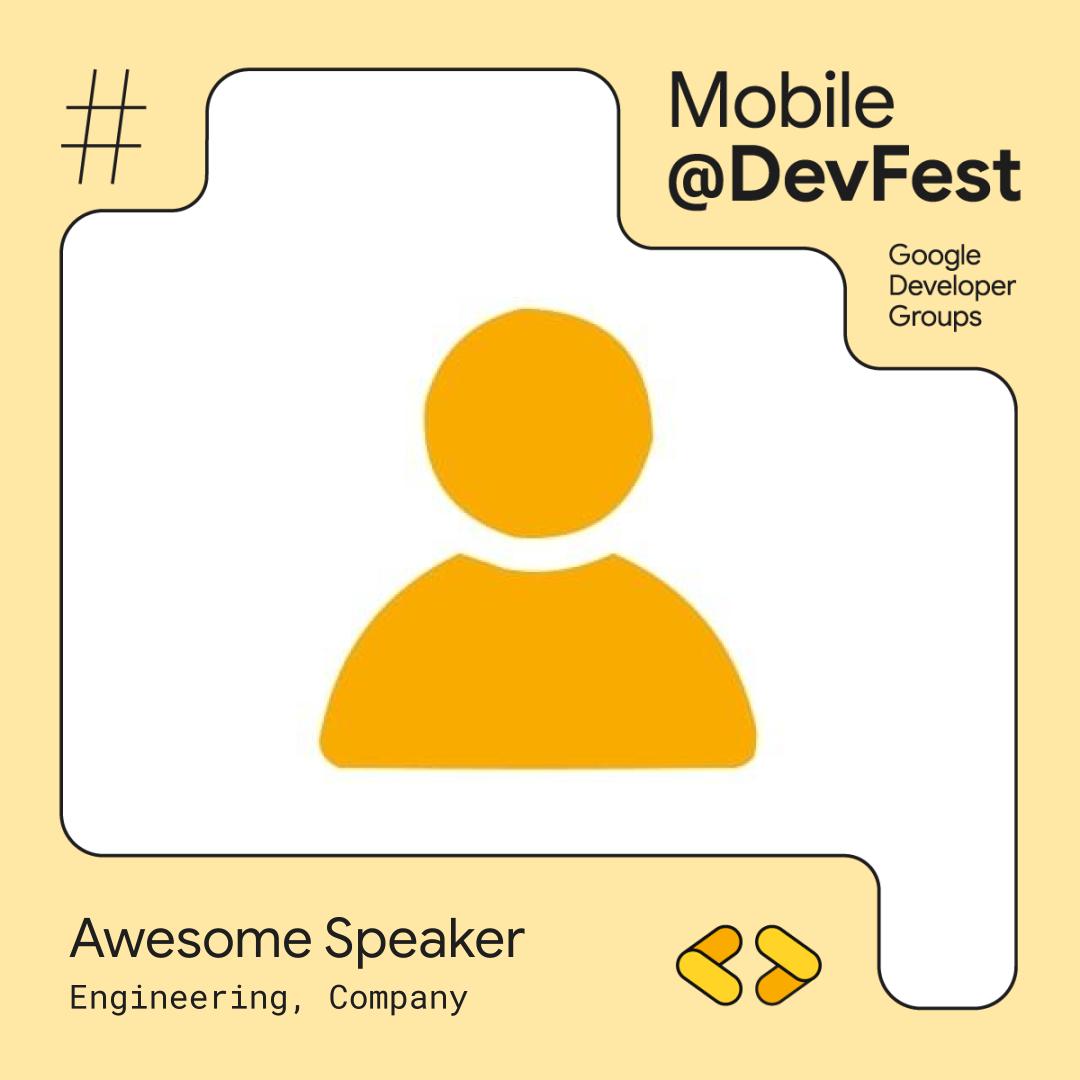 #
Mobile
@DevFest
Google
Developer
Groups
Awesome Speaker
Engineering, Company